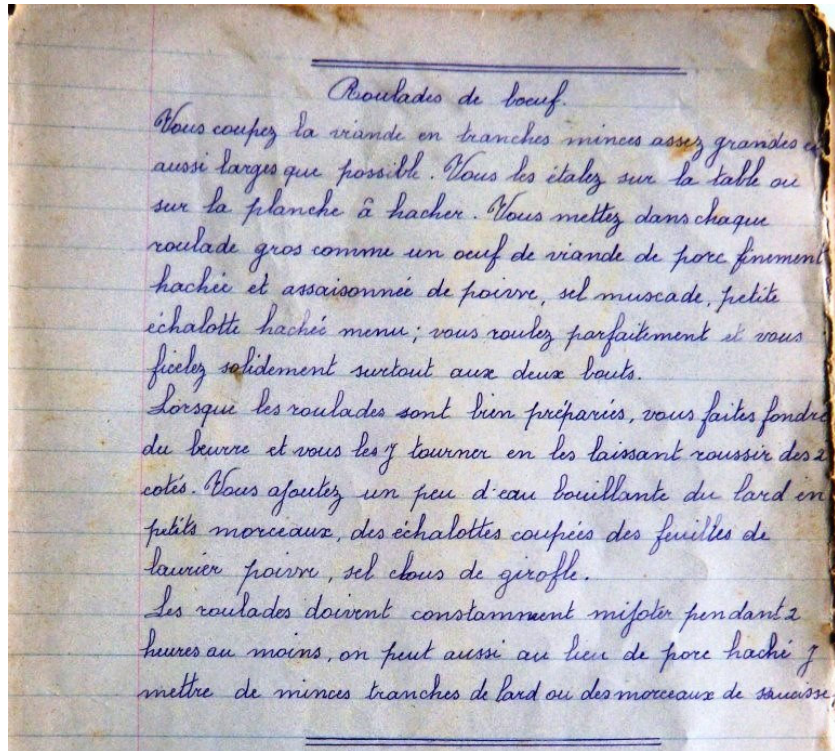 Roulades de bœuf.
Vous coupez la viande en tranches minces assez grandes et
aussi larges que possible. Vous les étalez sur la table ou
sur la planche à hacher. Vous mettez dans chaque
roulade gros comme un œuf de viande de porc finement
hachée et assaisonnée de poivre, sel muscade, petite
échalotte hachée menu; vous roulez parfaitement et vous
ficelez solidement surtout aux deux bouts.
Lorsque les roulades sont bien préparées, vous faites fondre
du beurre et vous les y tourner en les laissant roussir des 2
cotés. Vous ajoutez un peu d'eau bouillante du lard en
petits morceaux, des échalottes coupées des feuilles de
laurier poivre, sel clous de girofle.
Les roulades doivent constamment mijoter pendant 2
heures au moins, on peut aussi au lieu de porc haché y
mettre de minces tranches de lard ou des morceaux de saucisse